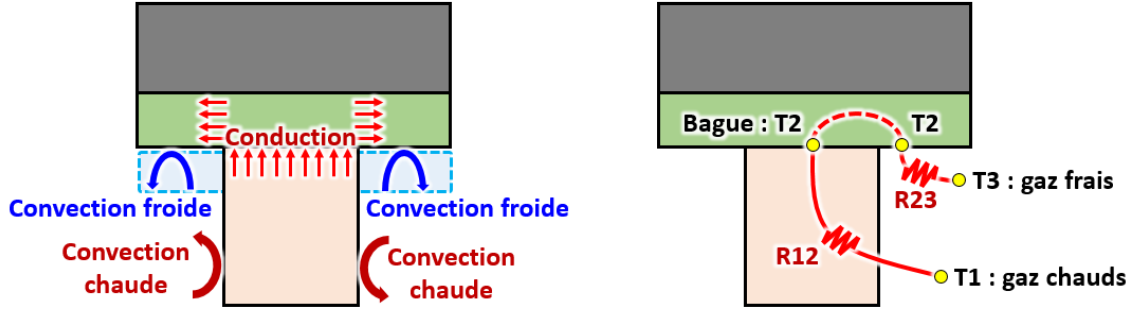 Conduction
Convection froide
Convection froide
Convection
chaude
Convection
chaude
Bague : T2
T2
T3 : gaz frais
R23
R12
T1 : gaz chauds